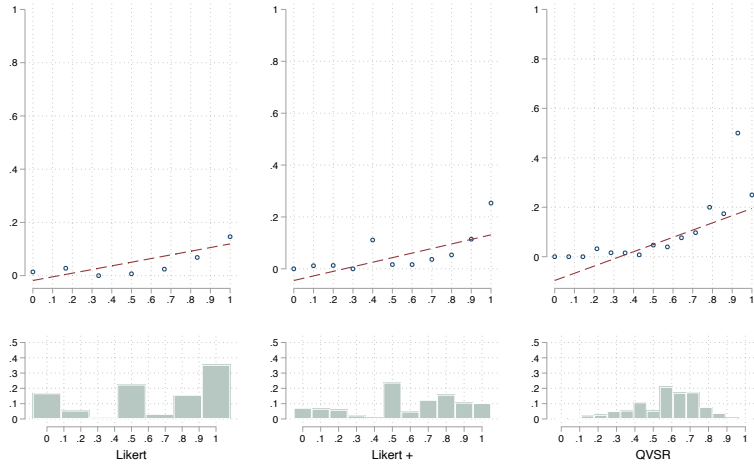 1 1 1
.8 .8 .8
.6 .6 .6
.4 .4 .4
.2 .2 .2
0 0 0
0 .1 .2 .3 .4 .5 .6 .7 .8 .9 1 0 .1 .2 .3 .4 .5 .6 .7 .8 .9 1 0 .1 .2 .3 .4 .5 .6 .7 .8 .9 1
.5 .5 .5
.4 .4 .4
.3 .3 .3
.2 .2 .2
.1 .1 .1
0 0 0
0 .1 .2 .3 .4 .5 .6 .7 .8 .9 1 0 .1 .2 .3 .4 .5 .6 .7 .8 .9 1 0 .1 .2 .3 .4 .5 .6 .7 .8 .9 1
Likert Likert + QVSR